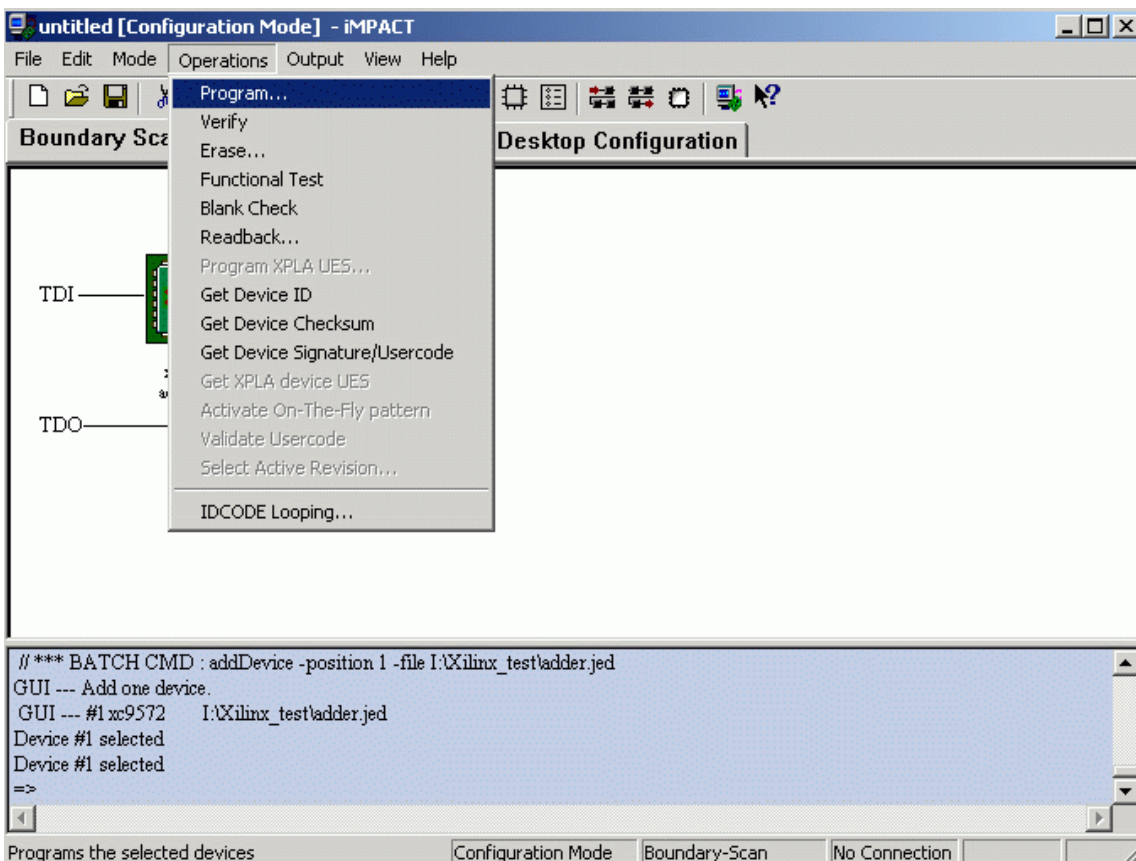 untitled [Configuration Mode] - iMPACT
File Edit Mode Operations Output View Help
Program...
Boundary Sca Desktop Configuration
Verify
Erase...
Functional Test
Blank Check
Readback...
Program XPLA UES...
TDI
Get Device ID
Get Device Checksum
Get Device Signature/Usercode
Get XPLA device UES
Activate On-The-Fly pattern
TDO
Validate Usercode
Select Active Revision...
IDCODE Looping...
// *** BATCH CMD : addDevice -position 1 -file I:\Xilinx_test\adder.jed
GUI --- Add one device.
GUI --- #1 xc9572 I:\Xilinx_test\adder.jed
Device #1 selected
Device #1 selected
=>
Programs the selected devices Configuration Mode Boundary-Scan No Connection